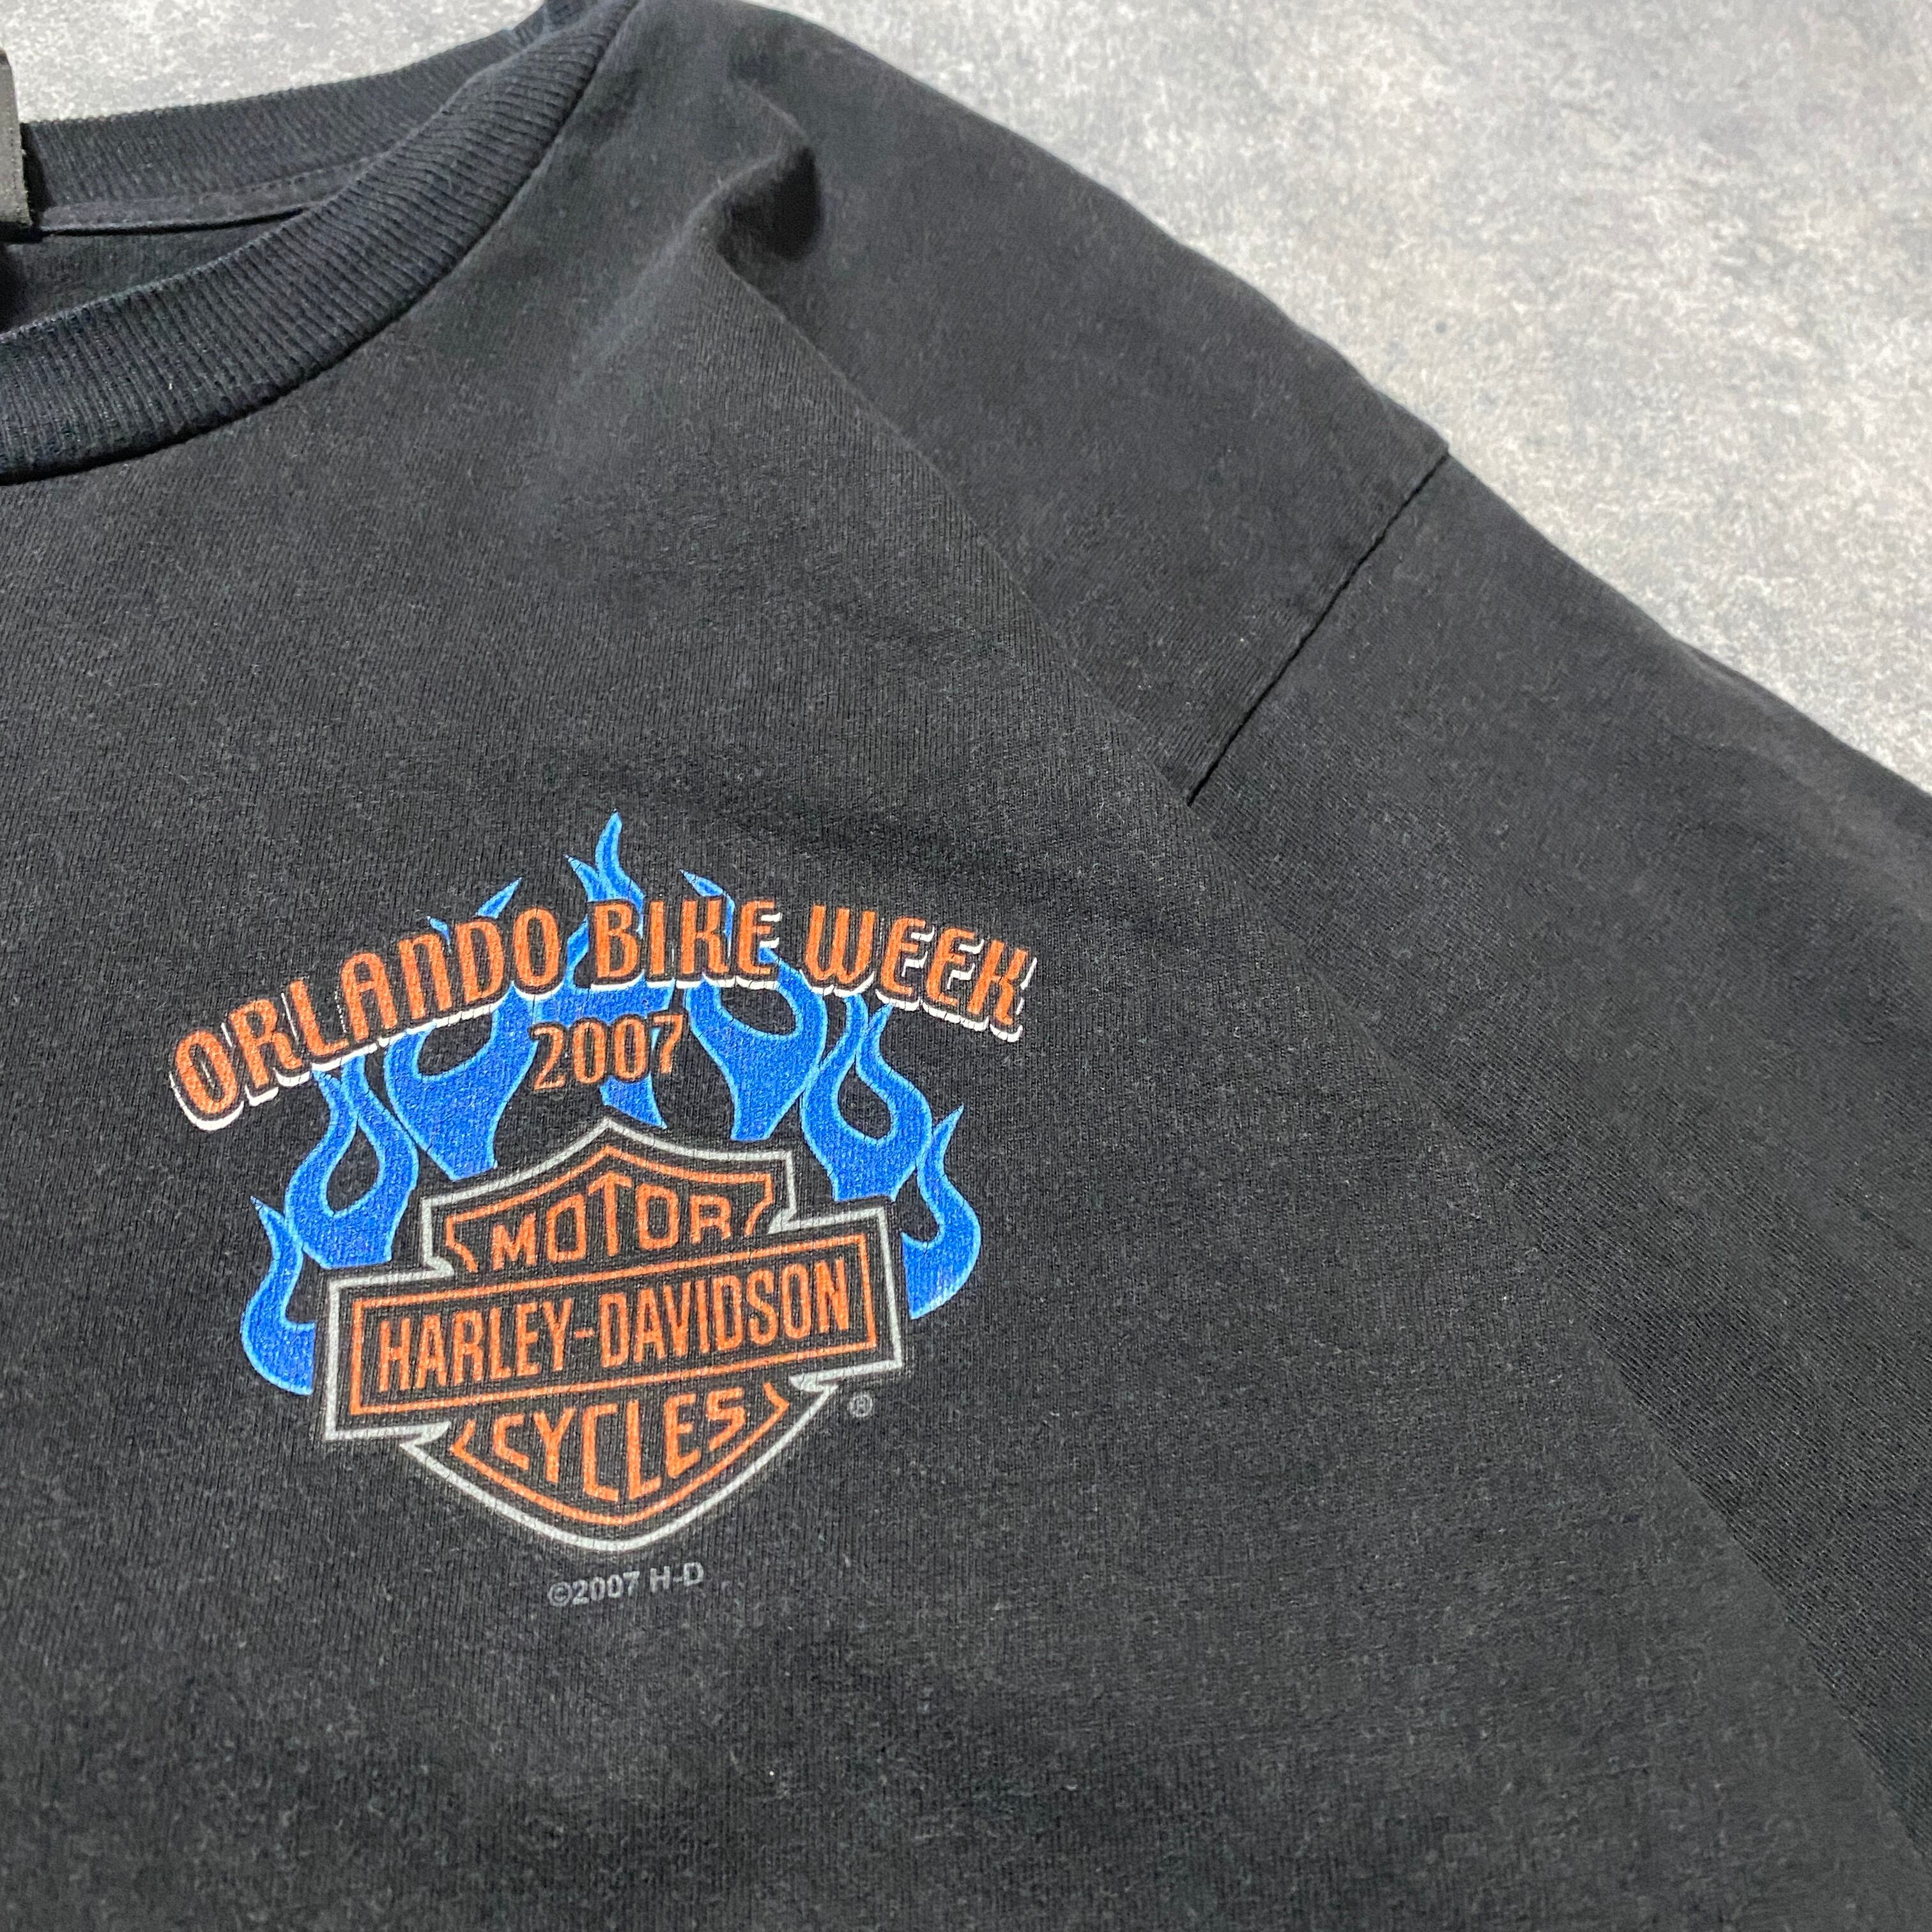 ORLANDO BIKE WEEK
2007
MOTOR
HARLEY-DAVIDSON
CYCLES
®
©2007 H-D